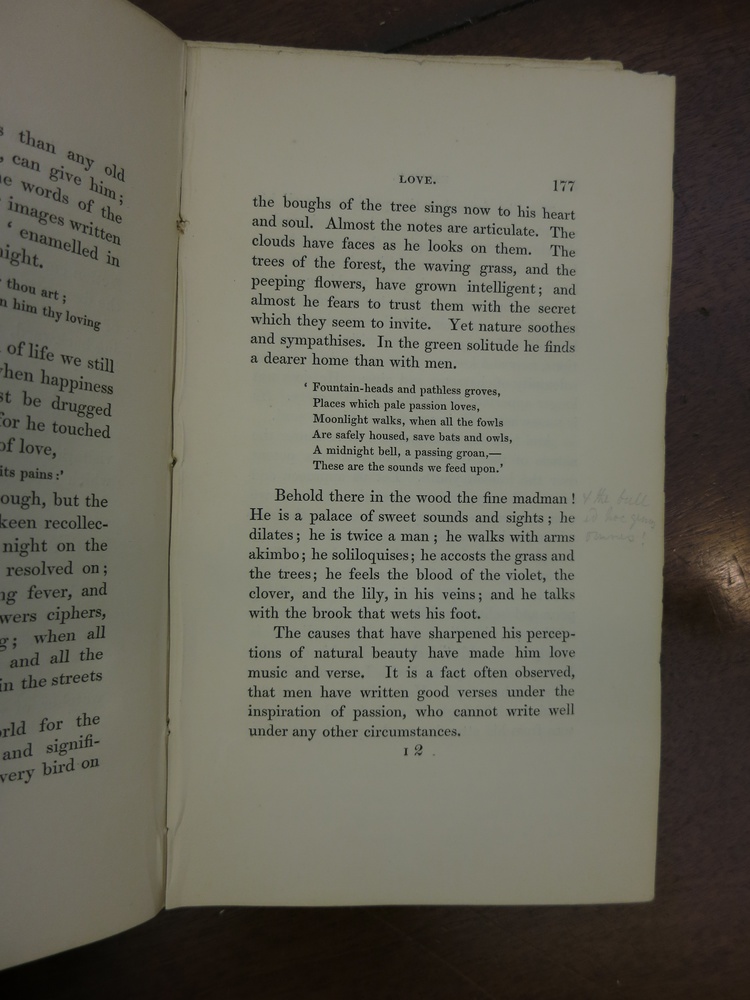 s than any old
, can give him;
e words of the
images written
‘ enamelled in
night.
thou art ;
n him thy loving
of life we still
when happiness
st be drugged
for he touched
of love,
its pains :’
ough, but the
keen recollec-
night on the
resolved on;
ng fever, and
wers ciphers,
g; when all
and all the
in the streets
orld for the
and signifi-
very bird on
LOVE. 177
the boughs of the tree sings now to his heart
and soul. Almost the notes are articulate. The
clouds have faces as he looks on them. The
trees of the forest, the waving grass, and the
peeping flowers, have grown intelligent; and
almost he fears to trust them with the secret
which they seem to invite. Yet nature soothes
and sympathises. In the green solitude he finds
a dearer home than with men.
‘ Fountain-heads and pathless groves,
Places which pale passion loves,
Moonlight walks, when all the fowls
Are safely housed, save bats and owls,
A midnight bell, a passing groan,—
These are the sounds we feed upon.’
Behold there in the wood the fine madman !
He is a palace of sweet sounds and sights ; he
dilates; he is twice a man ; he walks with arms
akimbo; he soliloquises; he accosts the grass and
the trees; he feels the blood of the violet, the
clover, and the lily, in his veins; and he talks
with the brook that wets his foot.
The causes that have sharpened his percep-
tions of natural beauty have made him love
music and verse. It is a fact often observed,
that men have written good verses under the
inspiration of passion, who cannot write well
under any other circumstances.
I 2